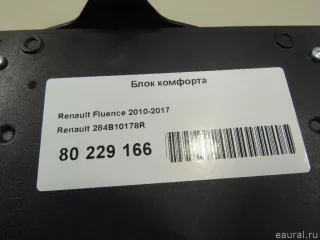 Блок комфорта
Renault Fluence 2010-2017
Renault 284B10178R
80 229 166
eaural.ru